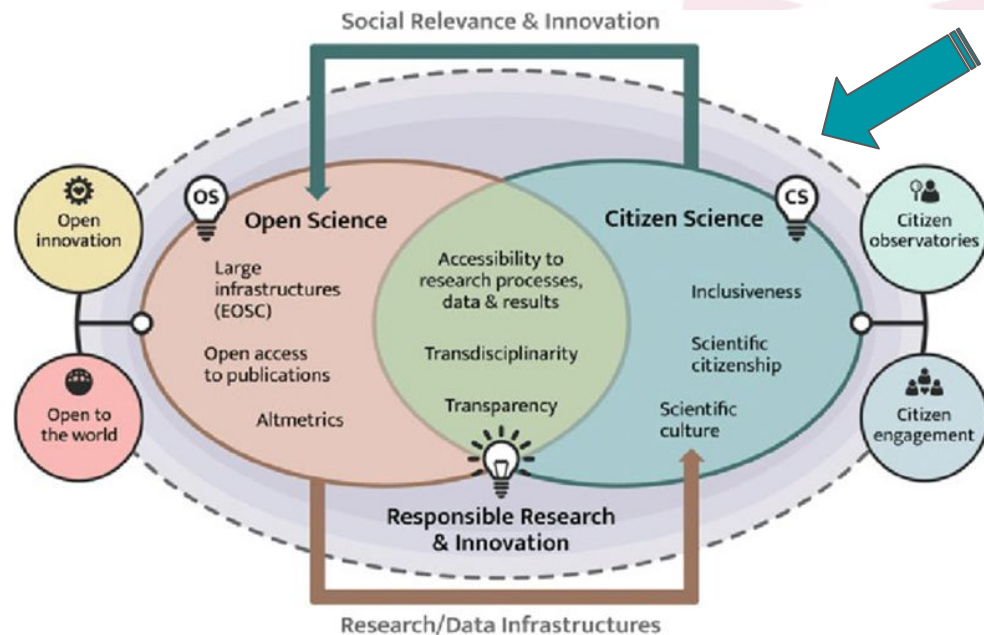 Social Relevance & Innovation
OS
Open Science
Citizen Science
CS
Open
innovation
Open to
the world
Large
infrastructures
(EOSC)
Open access
to publications
Altmetrics
Accessibility to
research processes,
data & results
Transdisciplinarity
Transparency
Inclusiveness
Scientific
citizenship
Scientific
culture
Citizen
observatories
Citizen
engagement
Responsible Research
& Innovation
Research/Data Infrastructures